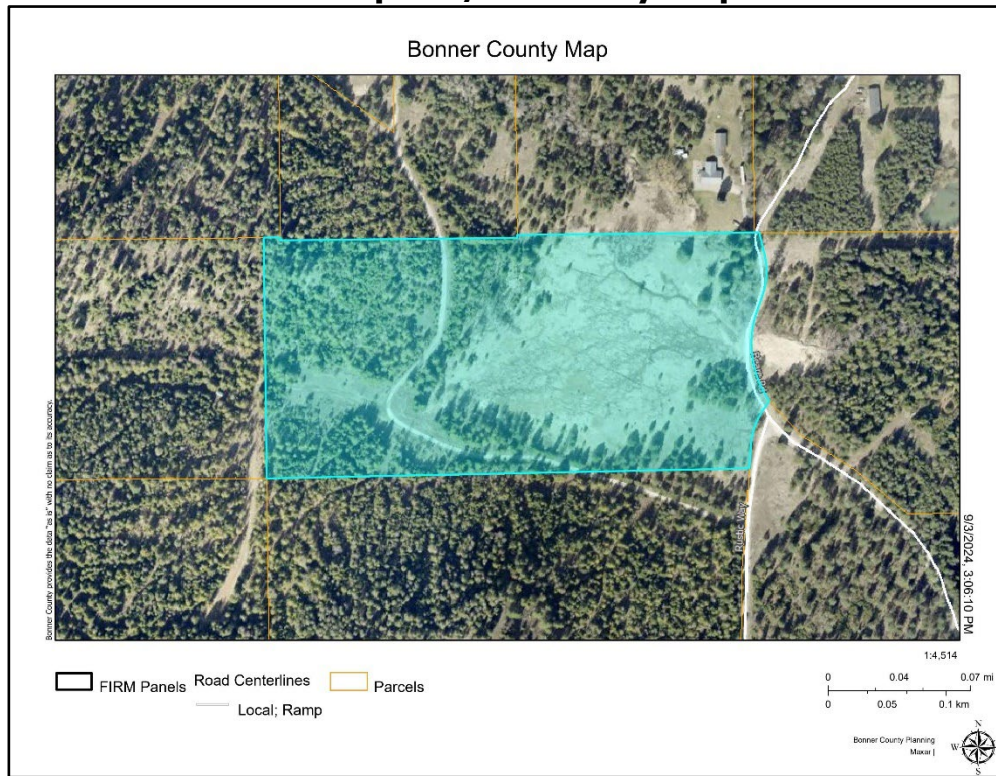 Bonner County Map
Rustic Way
Bonner County provides the data "as is" with no claim as to its accuracy.
9/3/2024, 3:06:10 PM
1:4,514
FIRM Panels
Road Centerlines
Local; Ramp
Parcels
0 0.04 0.07 mi
0 0.05 0.1 km
Bonner County Planning
Maxar |
N
W
S